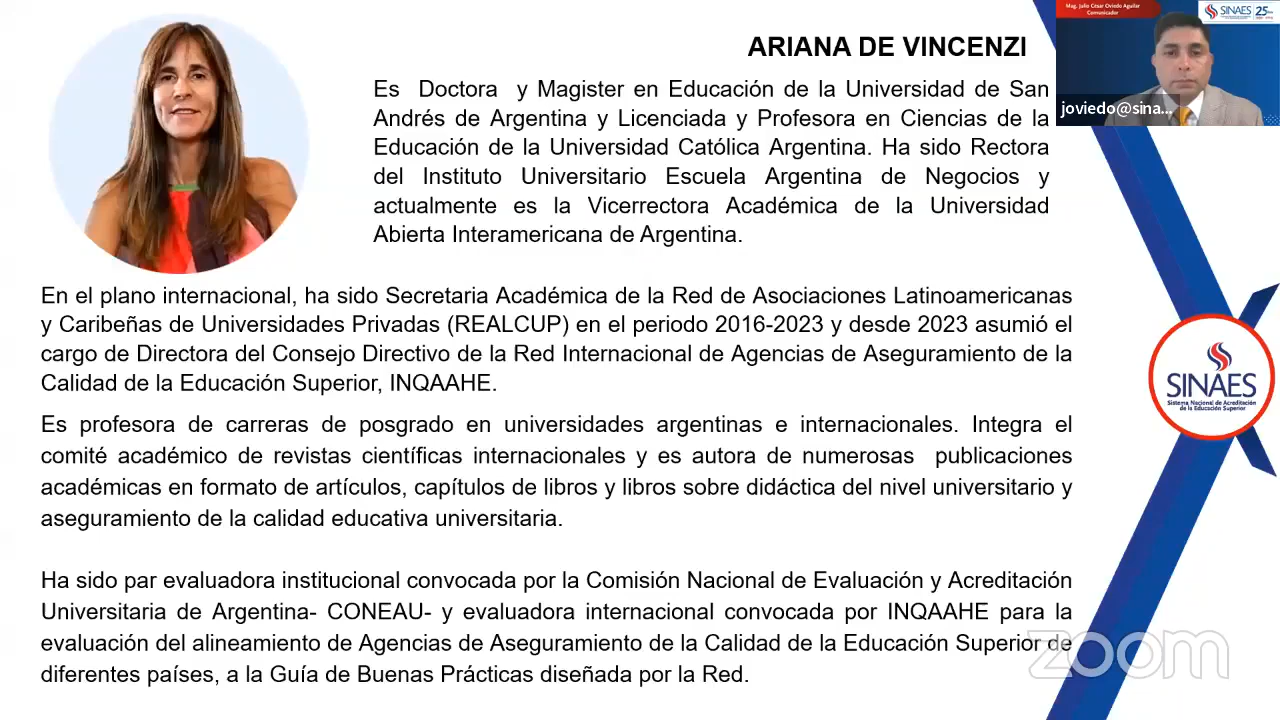 ARIANA DE VINCENZI
Es Doctora y Magister en Educación de la Universidad de San
Andrés de Argentina y Licenciada y Profesora en Ciencias de la
Educación de la Universidad Católica Argentina. Ha sido Rectora
del Instituto Universitario Escuela Argentina de Negocios y
actualmente es la Vicerrectora Académica de la Universidad
Abierta Interamericana de Argentina.
En el plano internacional, ha sido Secretaria Académica de la Red de Asociaciones Latinoamericanas
y Caribeñas de Universidades Privadas (REALCUP) en el periodo 2016-2023 y desde 2023 asumió el
cargo de Directora del Consejo Directivo de la Red Internacional de Agencias de Aseguramiento de la
Calidad de la Educación Superior, INQAAHE.
Es profesora de carreras de posgrado en universidades argentinas e internacionales. Integra el
comité académico de revistas científicas internacionales y es autora de numerosas publicaciones
académicas en formato de artículos, capítulos de libros y libros sobre didáctica del nivel universitario y
aseguramiento de la calidad educativa universitaria.
Ha sido par evaluadora institucional convocada por la Comisión Nacional de Evaluación y Acreditación
Universitaria de Argentina- CONEAU- y evaluadora internacional convocada por INQAAHE para la
evaluación del alineamiento de Agencias de Aseguramiento de la Calidad de la Educación Superior de
diferentes países, a la Guía de Buenas Prácticas diseñada por la Red.
Mag. Julio César Oviedo Aguilar
Comunicador
SINAES 25
joviedo@sina...
SINAES
Sistema Nacional de Acreditación
de la Educación Superior
zoom